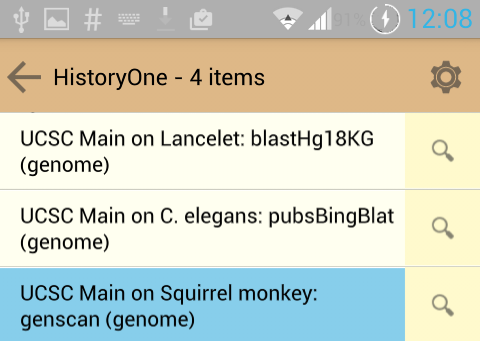 91% 12:08
HistoryOne - 4 items
UCSC Main on Lancelet: blastHg18KG
(genome)
UCSC Main on C. elegans: pubsBingBlat
(genome)
UCSC Main on Squirrel monkey:
genscan (genome)